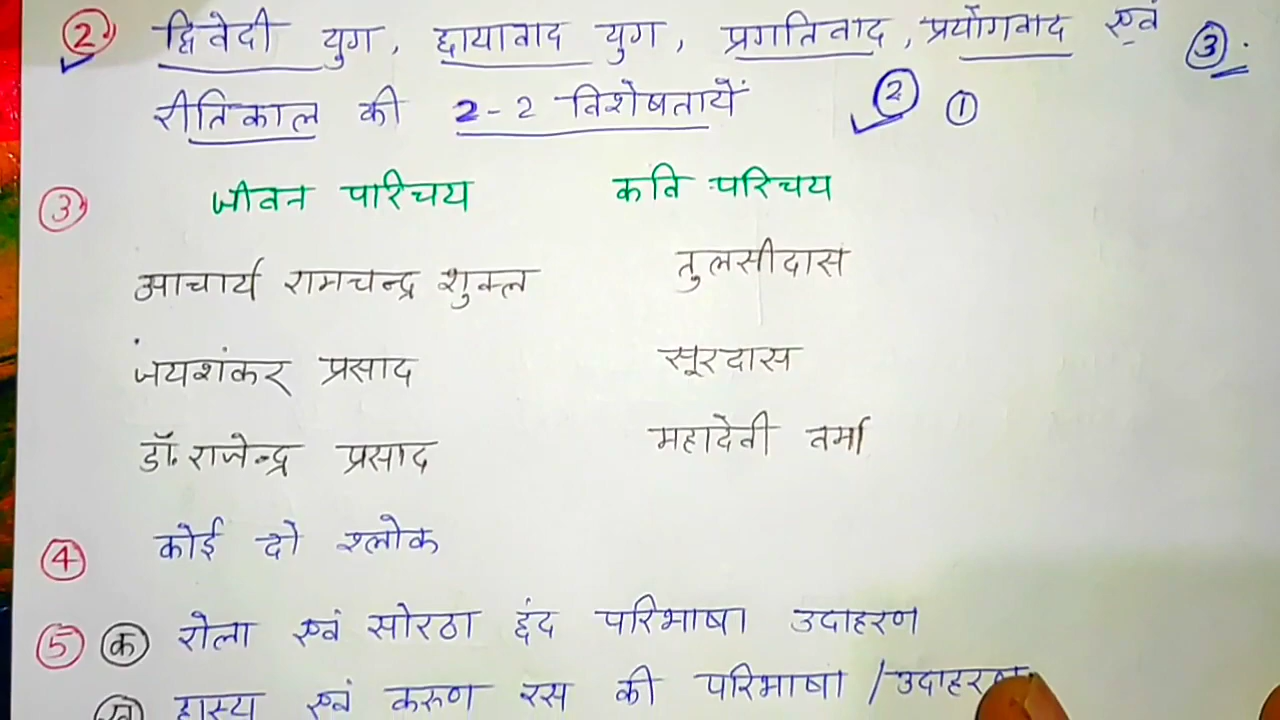 ② द्विवेदी युग, छायावाद युग, प्रगतिवाद, प्रयोगवाद एवं ③.
रीतिकाल की 2-2 विशेषतायें ② ①
③ जीवन परिचय कवि परिचय
आचार्य रामचन्द्र शुक्ल तुलसीदास
जयशंकर प्रसाद सूरदास
डॉ. राजेन्द्र प्रसाद महादेवी वर्मा
④ कोई दो श्लोक
⑤ (क) रोला एवं सोरठा छंद परिभाषा उदाहरण
(ख) हास्य एवं करुण रस की परिभाषा / उदाहरण